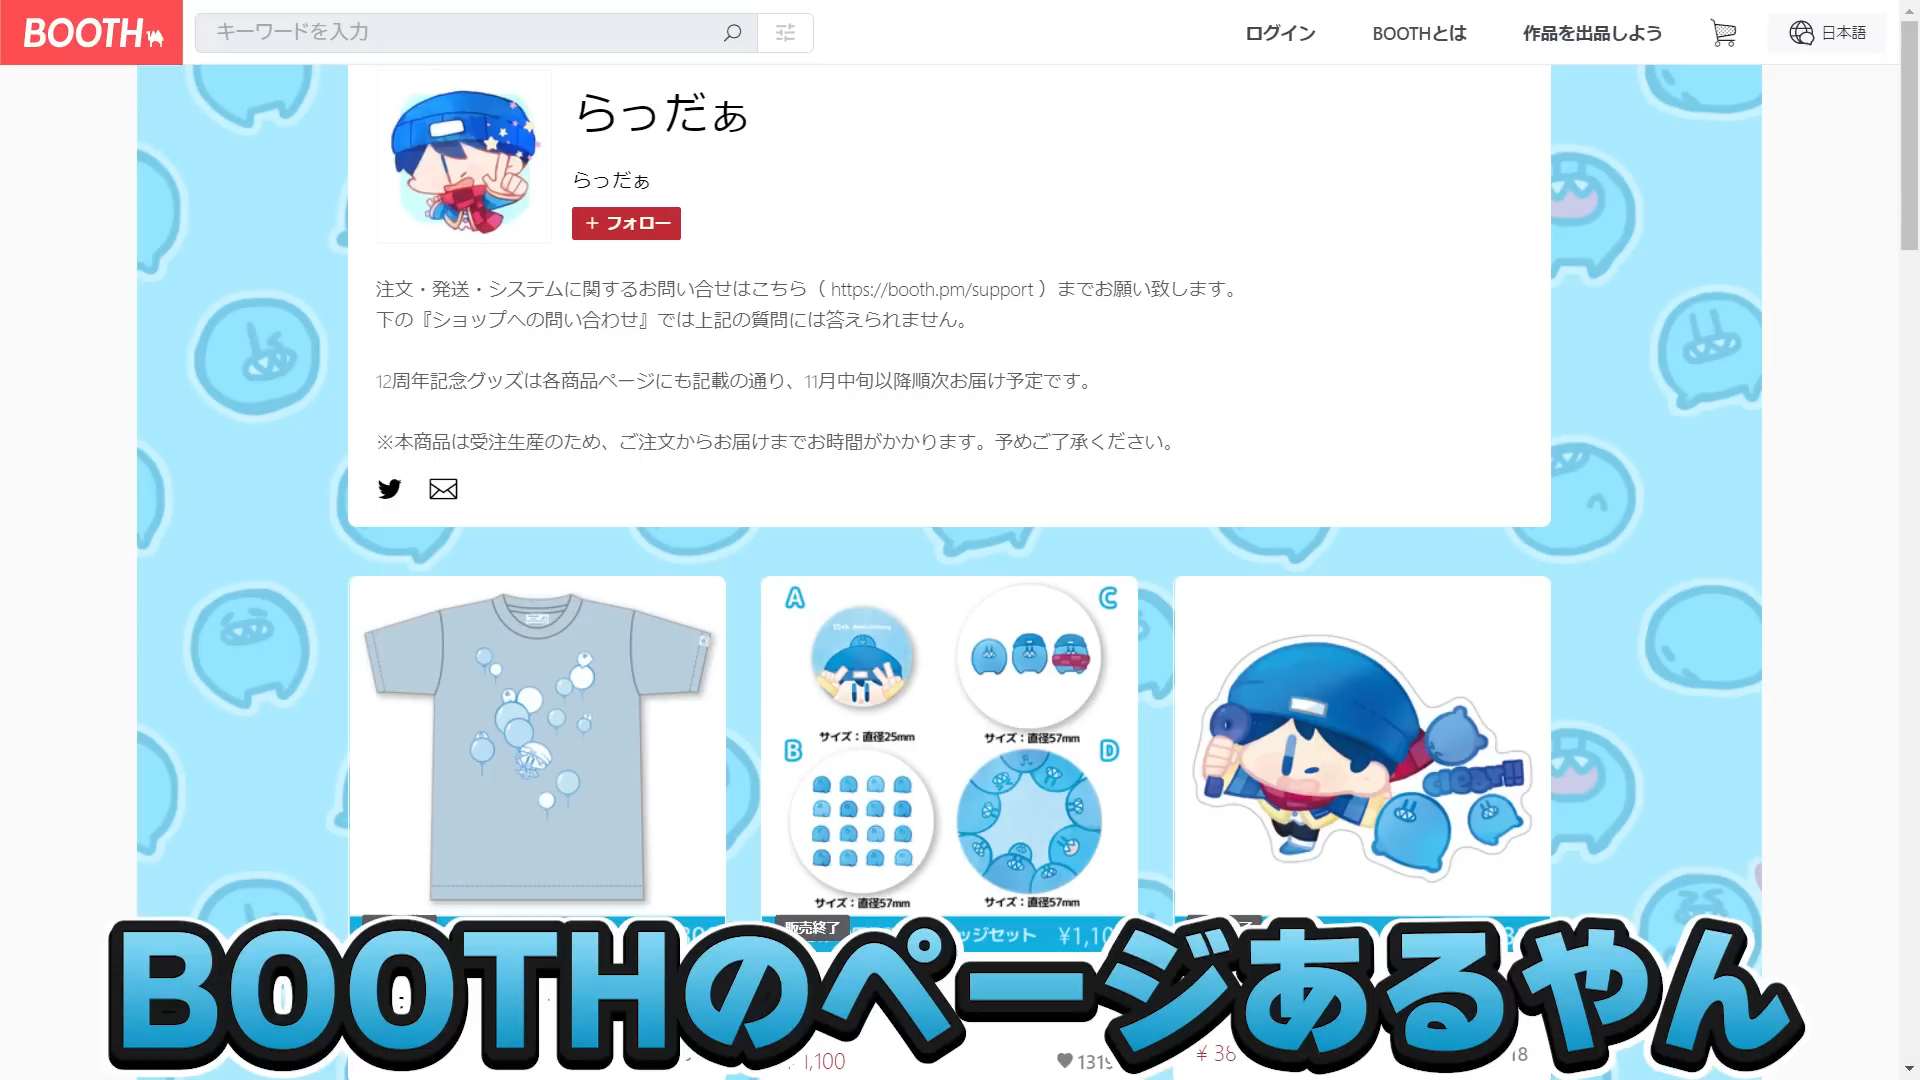 BOOTH
キーワードを入力
ログイン
BOOTHとは
作品を出品しよう
日本語
らっだぁ
らっだぁ
+ フォロー
注文・発送・システムに関するお問い合せはこちら（ https://booth.pm/support ）までお願い致します。
下の『ショップへの問い合わせ』では上記の質問には答えられません。
12周年記念グッズは各商品ページにも記載の通り、11月中旬以降順次お届け予定です。
※本商品は受注生産のため、ご注文からお届けまでお時間がかかります。予めご了承ください。
A
C
サイズ：直径25mm
サイズ：直径57mm
B
D
サイズ：直径57mm
サイズ：直径57mm
clear!!
販売終了
ッジセット
BOOTHのページあるやん
1,100